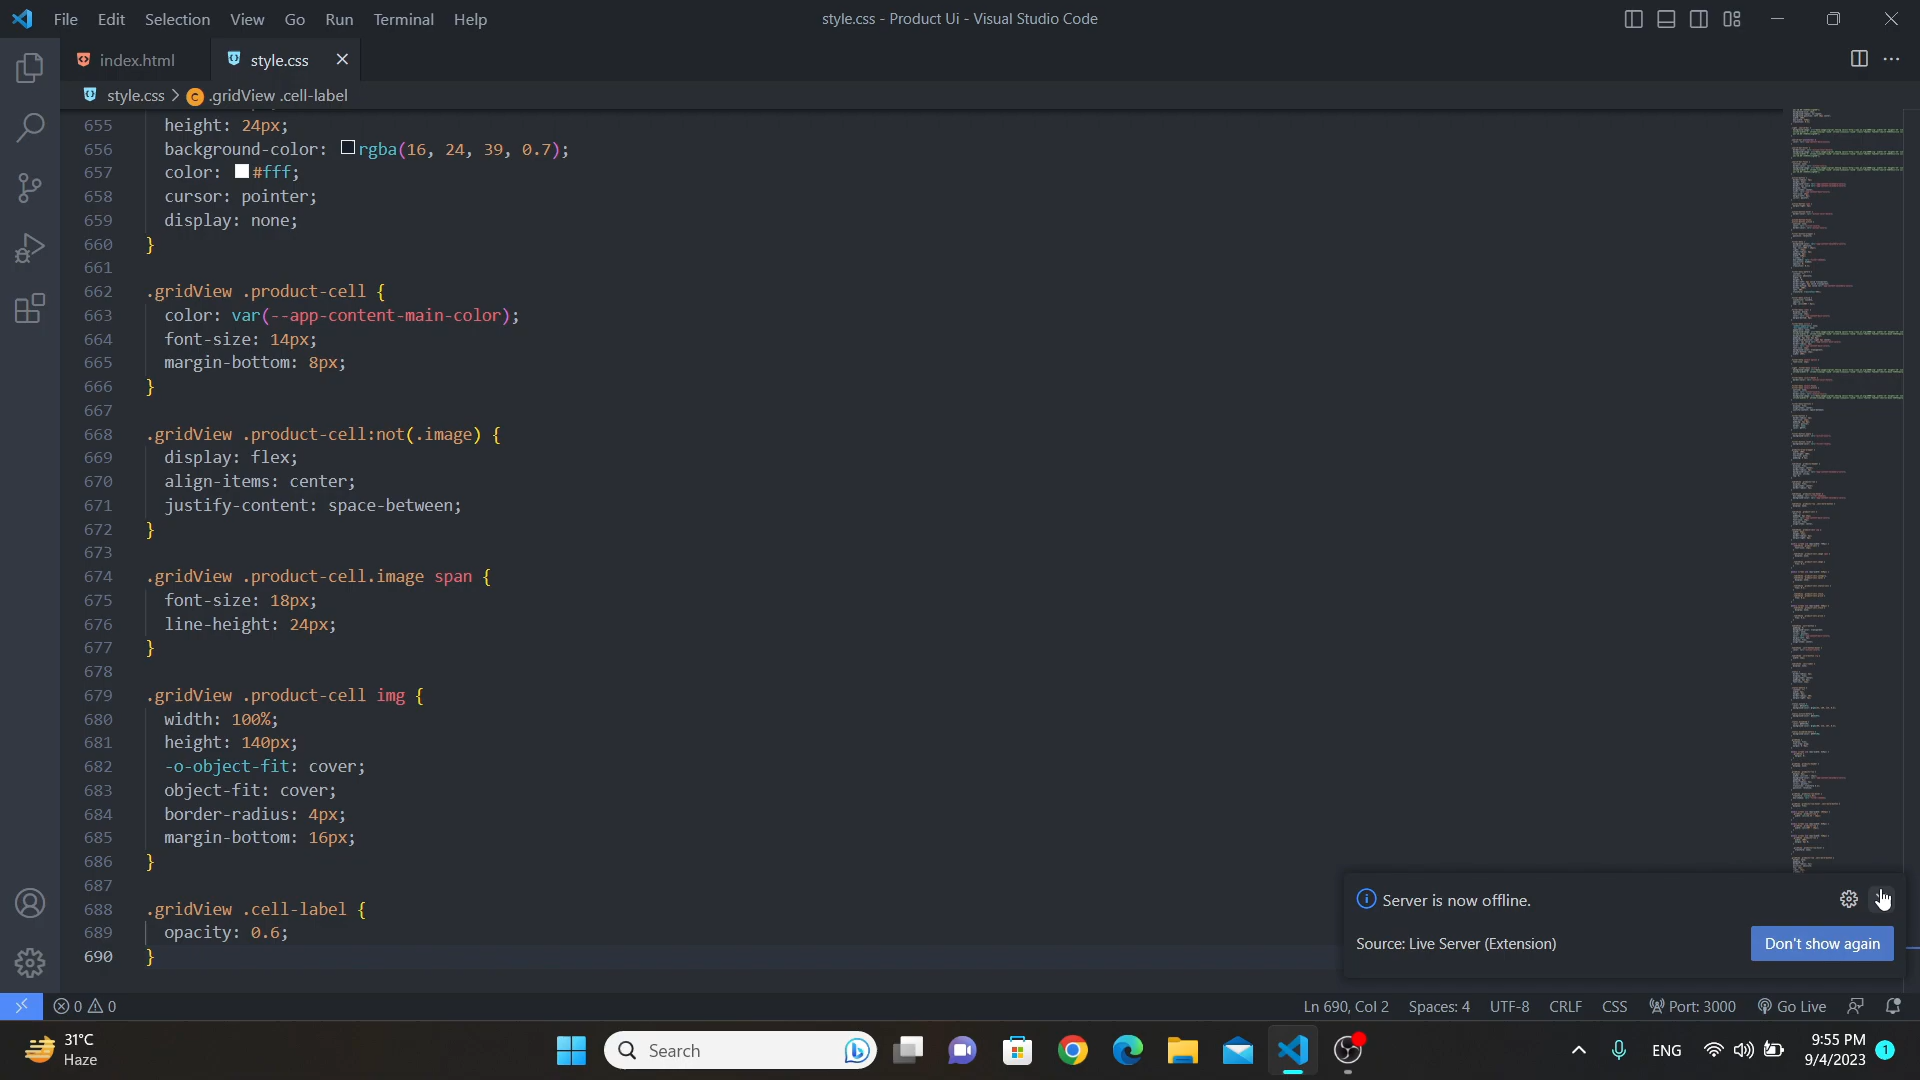 File Edit Selection View Go Run Terminal Help
style.css - Product Ui - Visual Studio Code
index.html
style.css
style.css > .gridView .cell-label
655 height: 24px;
656 background-color: rgba(16, 24, 39, 0.7);
657 color: #fff;
658 cursor: pointer;
659 display: none;
660 }
661
662 .gridView .product-cell {
663 color: var(--app-content-main-color);
664 font-size: 14px;
665 margin-bottom: 8px;
666 }
667
668 .gridView .product-cell:not(.image) {
669 display: flex;
670 align-items: center;
671 justify-content: space-between;
672 }
673
674 .gridView .product-cell.image span {
675 font-size: 18px;
676 line-height: 24px;
677 }
678
679 .gridView .product-cell img {
680 width: 100%;
681 height: 140px;
682 -o-object-fit: cover;
683 object-fit: cover;
684 border-radius: 4px;
685 margin-bottom: 16px;
686 }
687
688 .gridView .cell-label {
689 opacity: 0.6;
690 }
Server is now offline.
Source: Live Server (Extension)
Don't show again
0 0
Ln 690, Col 2 Spaces: 4 UTF-8 CRLF CSS Port: 3000 Go Live
31°C
Haze
Search
ENG
9:55 PM
9/4/2023
1